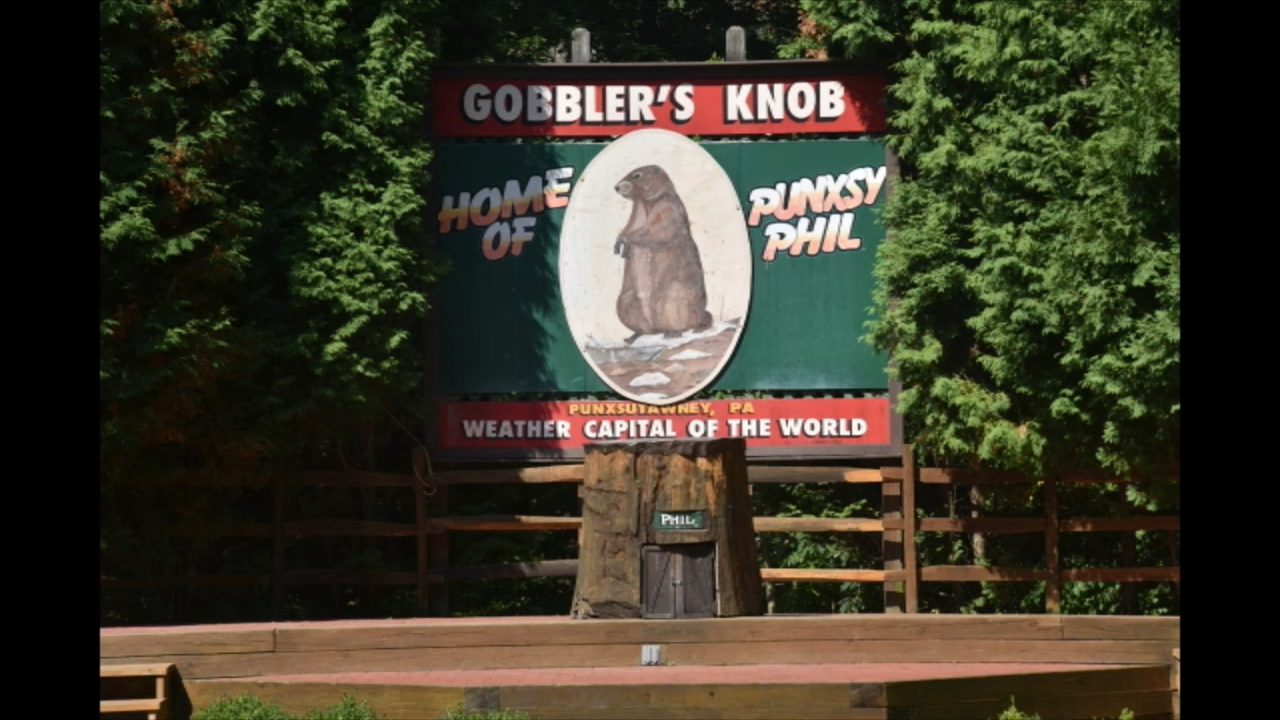 GOBBLER'S KNOB
HOME
OF
PUNXSY
PHIL
PUNXSUTAWNEY, PA
WEATHER CAPITAL OF THE WORLD
PHIL